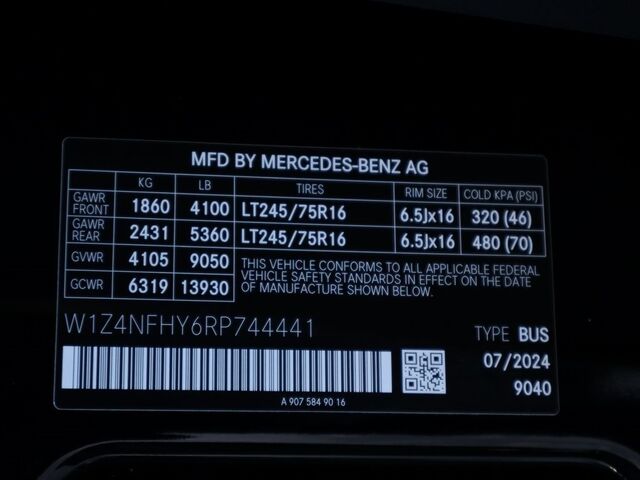 MFD BY MERCEDES-BENZ AG
KG LB TIRES RIM SIZE COLD KPA (PSI)
GAWR FRONT 1860 4100 LT245/75R16 6.5Jx16 320 (46)
GAWR REAR 2431 5360 LT245/75R16 6.5Jx16 480 (70)
GVWR 4105 9050 THIS VEHICLE CONFORMS TO ALL APPLICABLE FEDERAL
VEHICLE SAFETY STANDARDS IN EFFECT ON THE DATE
GCWR 6319 13930 OF MANUFACTURE SHOWN BELOW.
W1Z4NFHY6RP744441 TYPE BUS
07/2024
9040
A 907 584 90 16